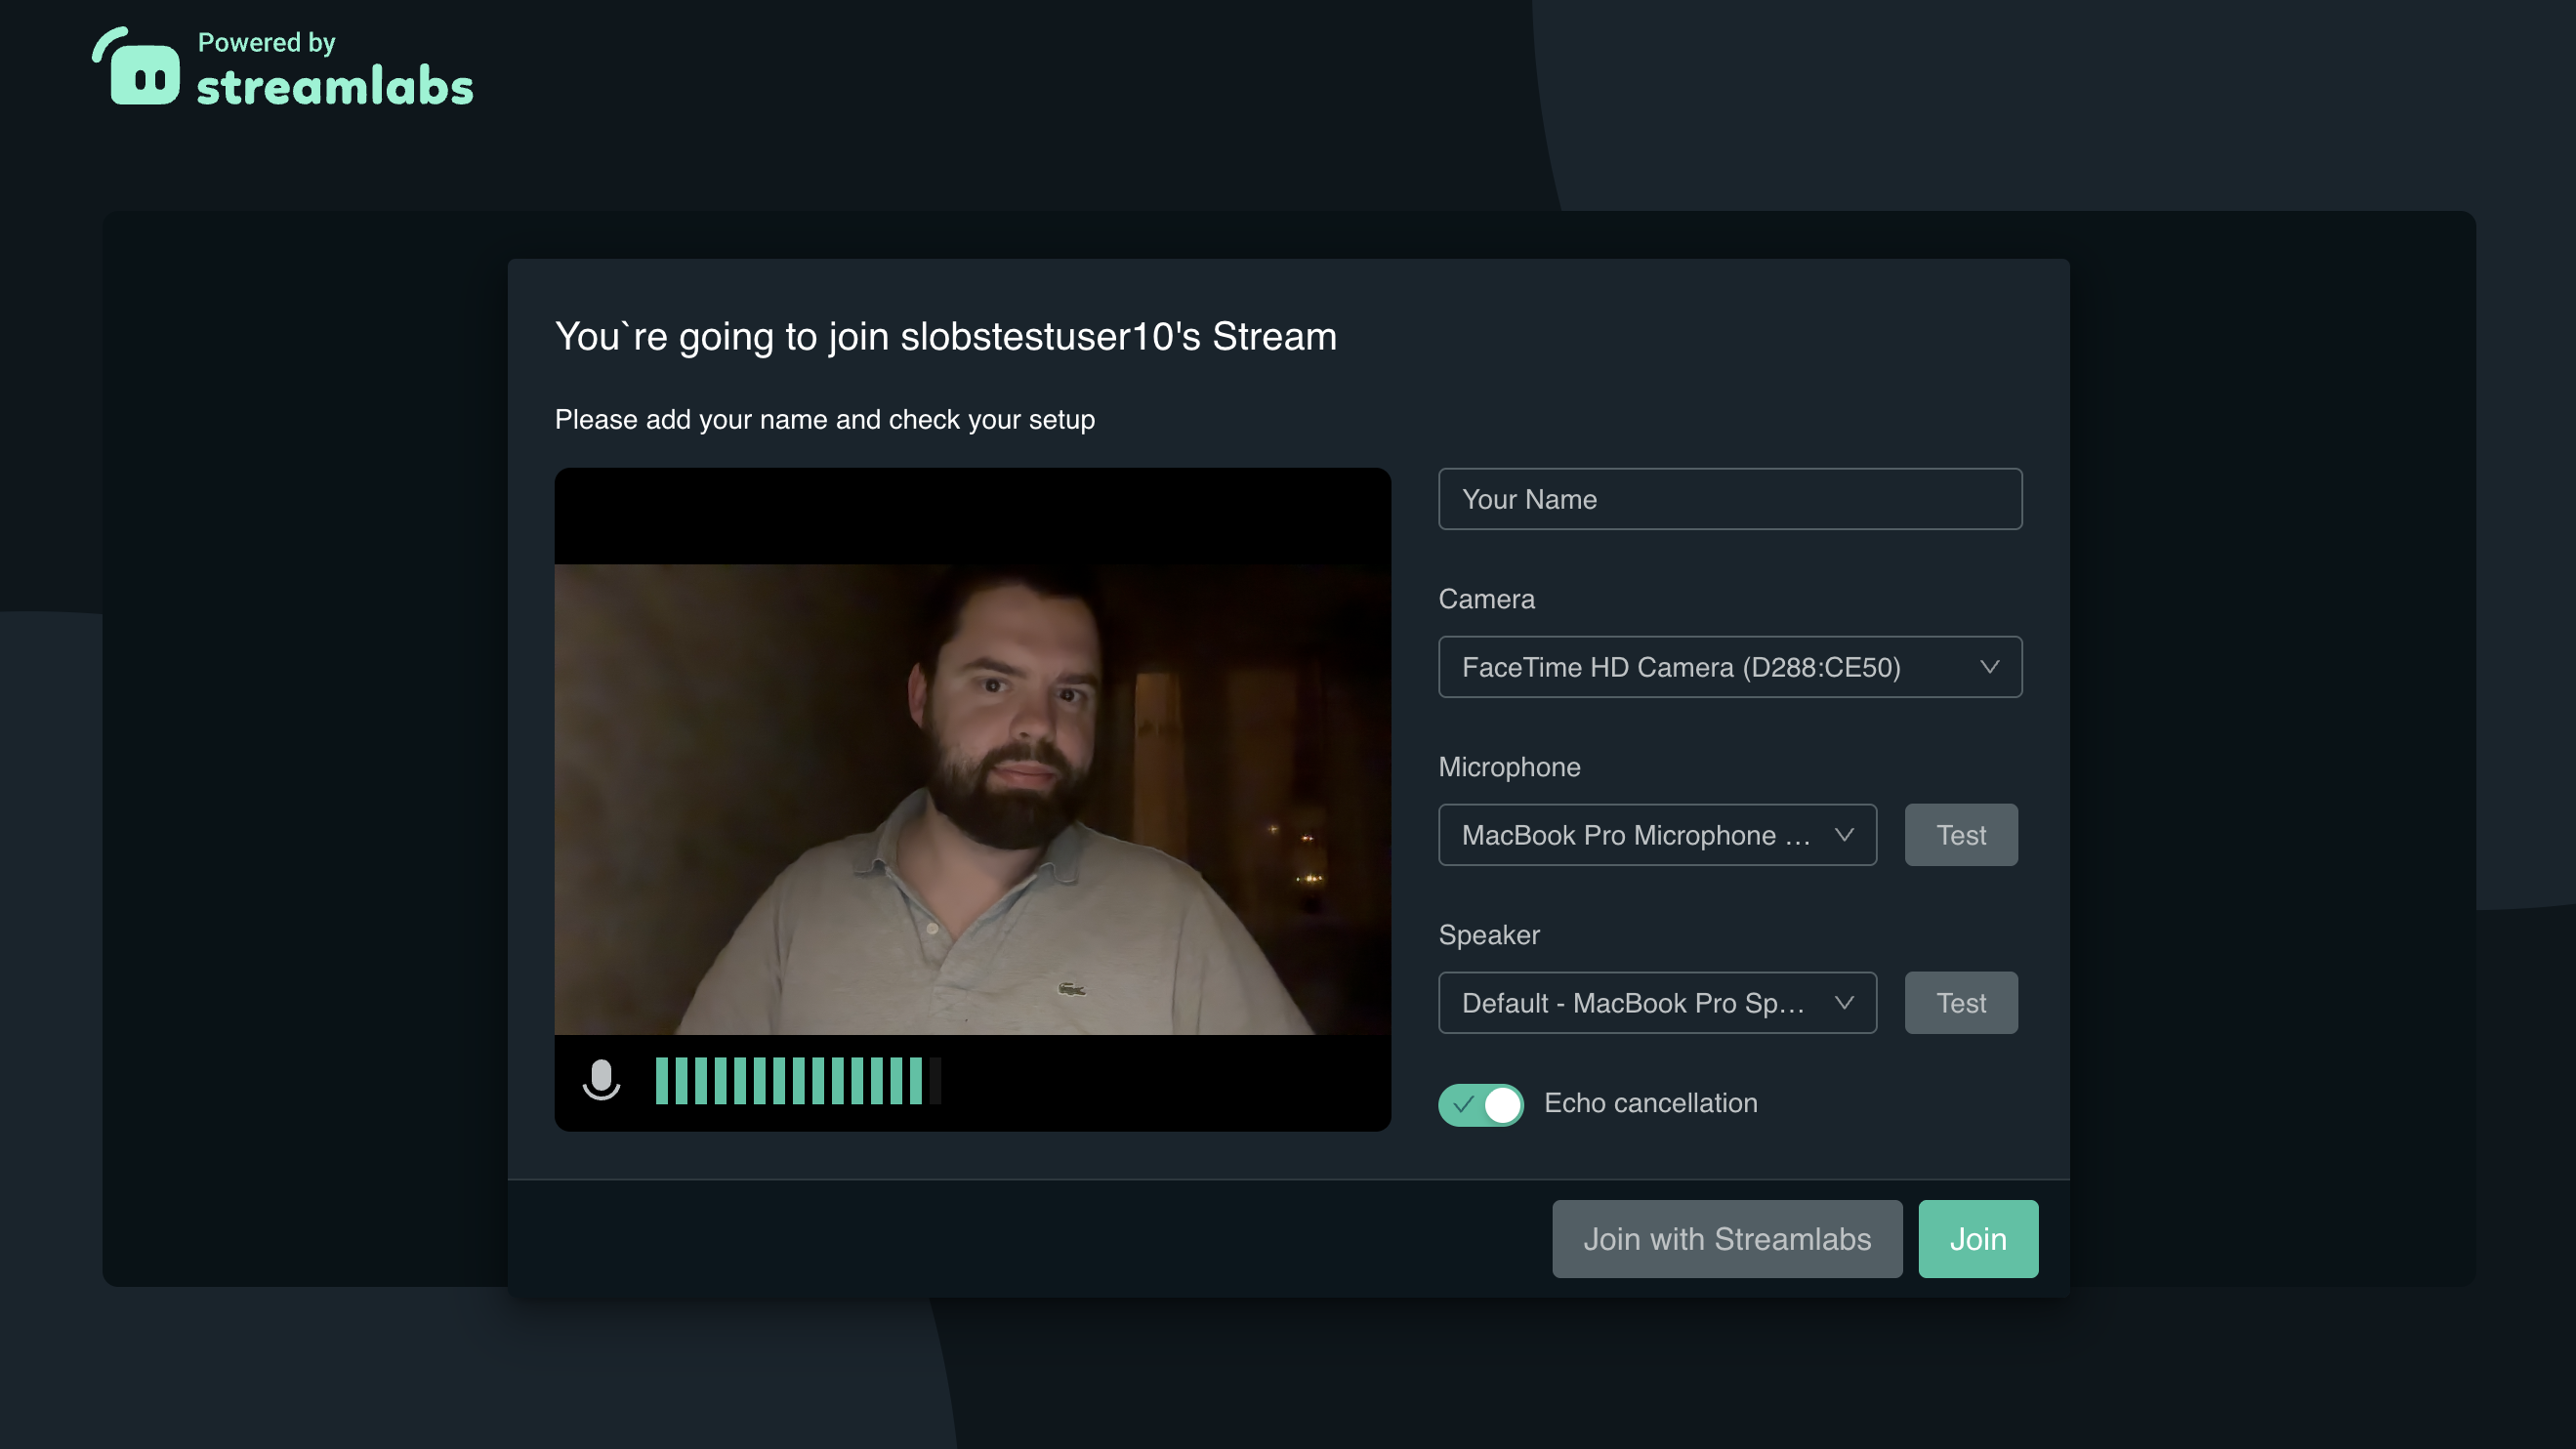 Powered by
streamlabs
You`re going to join slobstestuser10's Stream
Please add your name and check your setup
Your Name
Camera
FaceTime HD Camera (D288:CE50)
Microphone
MacBook Pro Microphone ...
Test
Speaker
Default - MacBook Pro Sp...
Test
Echo cancellation
Join with Streamlabs
Join